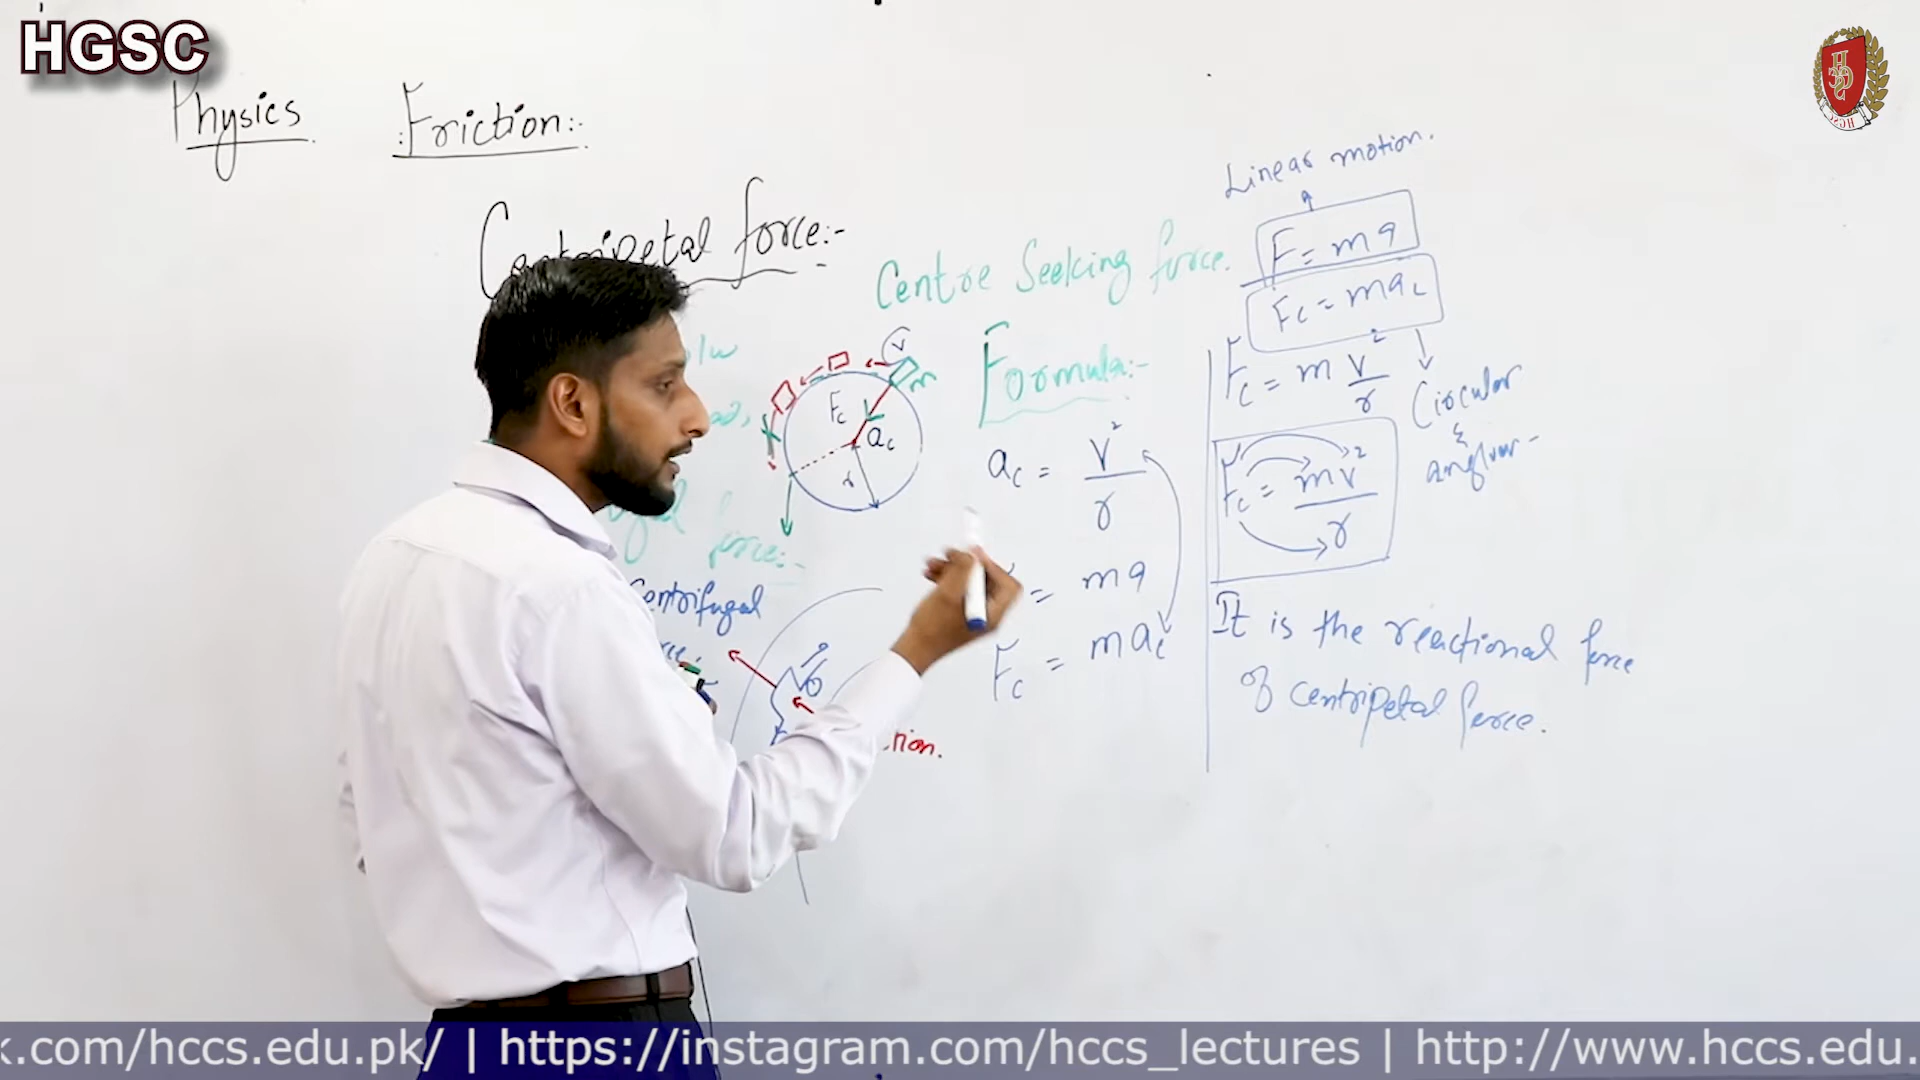 HGSC
Physics
Friction:-
Centripetal force:-
Centre Seeking force.
v
m
Fc
ac
r
force:-
Centrifugal
Formula:-
ac = v²/r
= ma
Fc = mac
Linear motion.
F = ma
Fc = mac
Fc = m v²/r
Circular
&
Fc = mv²/r
It is the reactional force
of centripetal force.
k.com/hccs.edu.pk/ | https://instagram.com/hccs_lectures | http://www.hccs.edu.